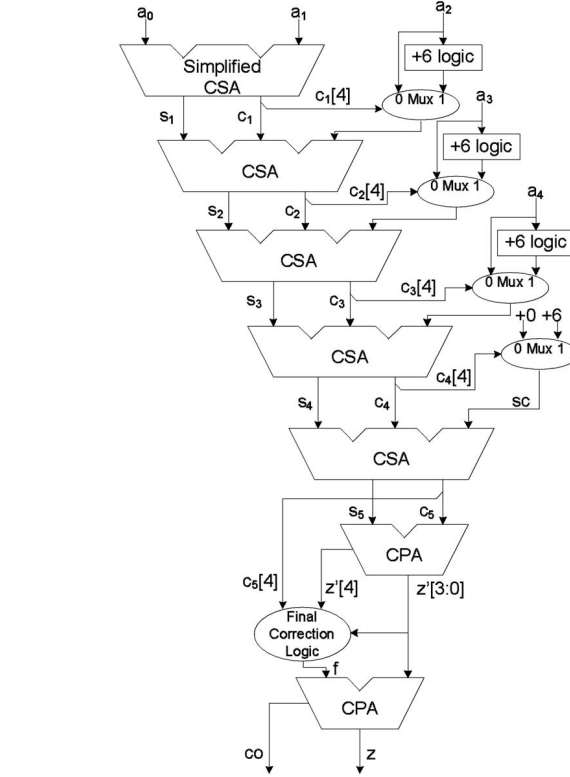 a0 a1 a2
+6 logic
Simplified
CSA
c1[4]
0 Mux 1
a3
s1 c1
+6 logic
CSA
c2[4]
0 Mux 1
a4
s2 c2
+6 logic
CSA
c3[4]
0 Mux 1
s3 c3
+0 +6
CSA
0 Mux 1
c4[4]
s4 c4
sc
CSA
s5 c5
CPA
c5[4] z'[4] z'[3:0]
Final
Correction
Logic
f
CPA
co z